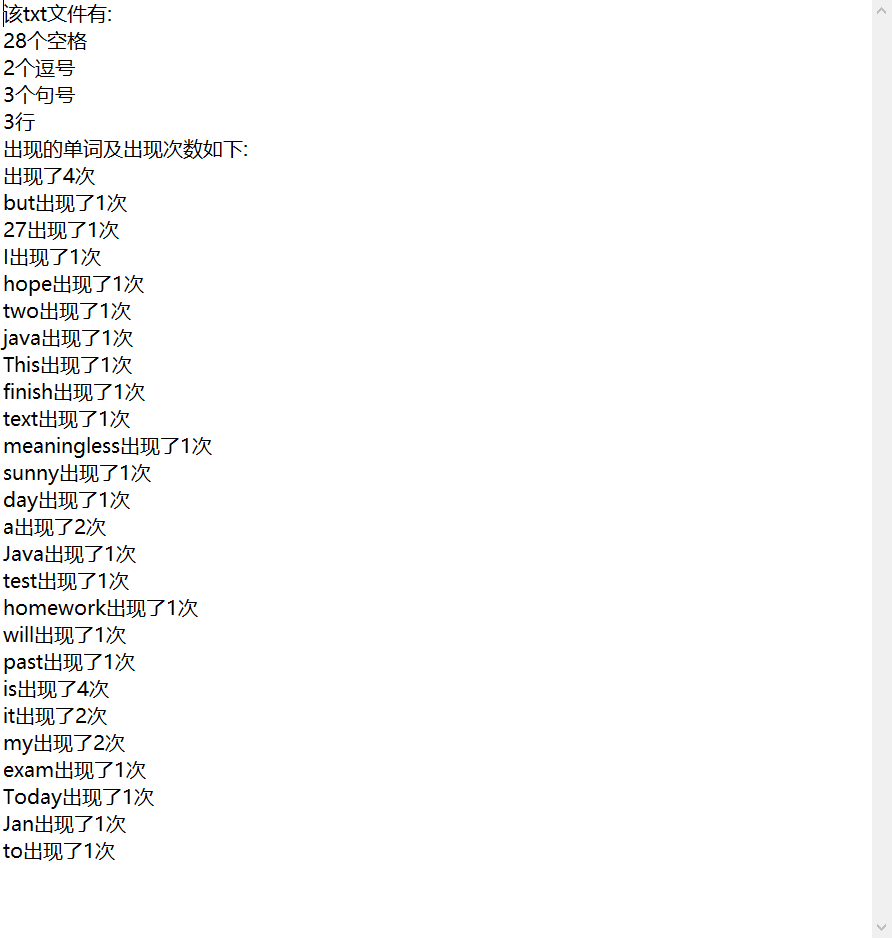 该txt文件有:
28个空格
2个逗号
3个句号
3行
出现的单词及出现次数如下:
出现了4次
but出现了1次
27出现了1次
I出现了1次
hope出现了1次
two出现了1次
java出现了1次
This出现了1次
finish出现了1次
text出现了1次
meaningless出现了1次
sunny出现了1次
day出现了1次
a出现了2次
Java出现了1次
test出现了1次
homework出现了1次
will出现了1次
past出现了1次
is出现了4次
it出现了2次
my出现了2次
exam出现了1次
Today出现了1次
Jan出现了1次
to出现了1次